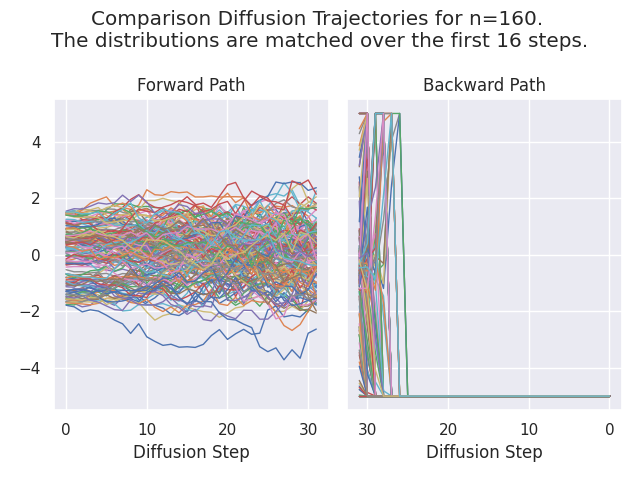 Comparison Diffusion Trajectories for n=160.
The distributions are matched over the first 16 steps.
Forward Path
Backward Path
4
2
0
−2
−4
0 10 20 30
30 20 10 0
Diffusion Step
Diffusion Step